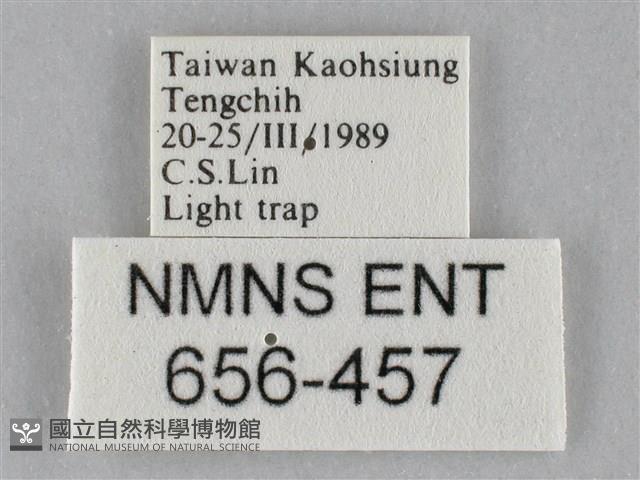 Taiwan Kaohsiung
Tengchih
20-25/III/1989
C.S.Lin
Light trap
NMNS ENT
656-457
國立自然科學博物館
NATIONAL MUSEUM OF NATURAL SCIENCE